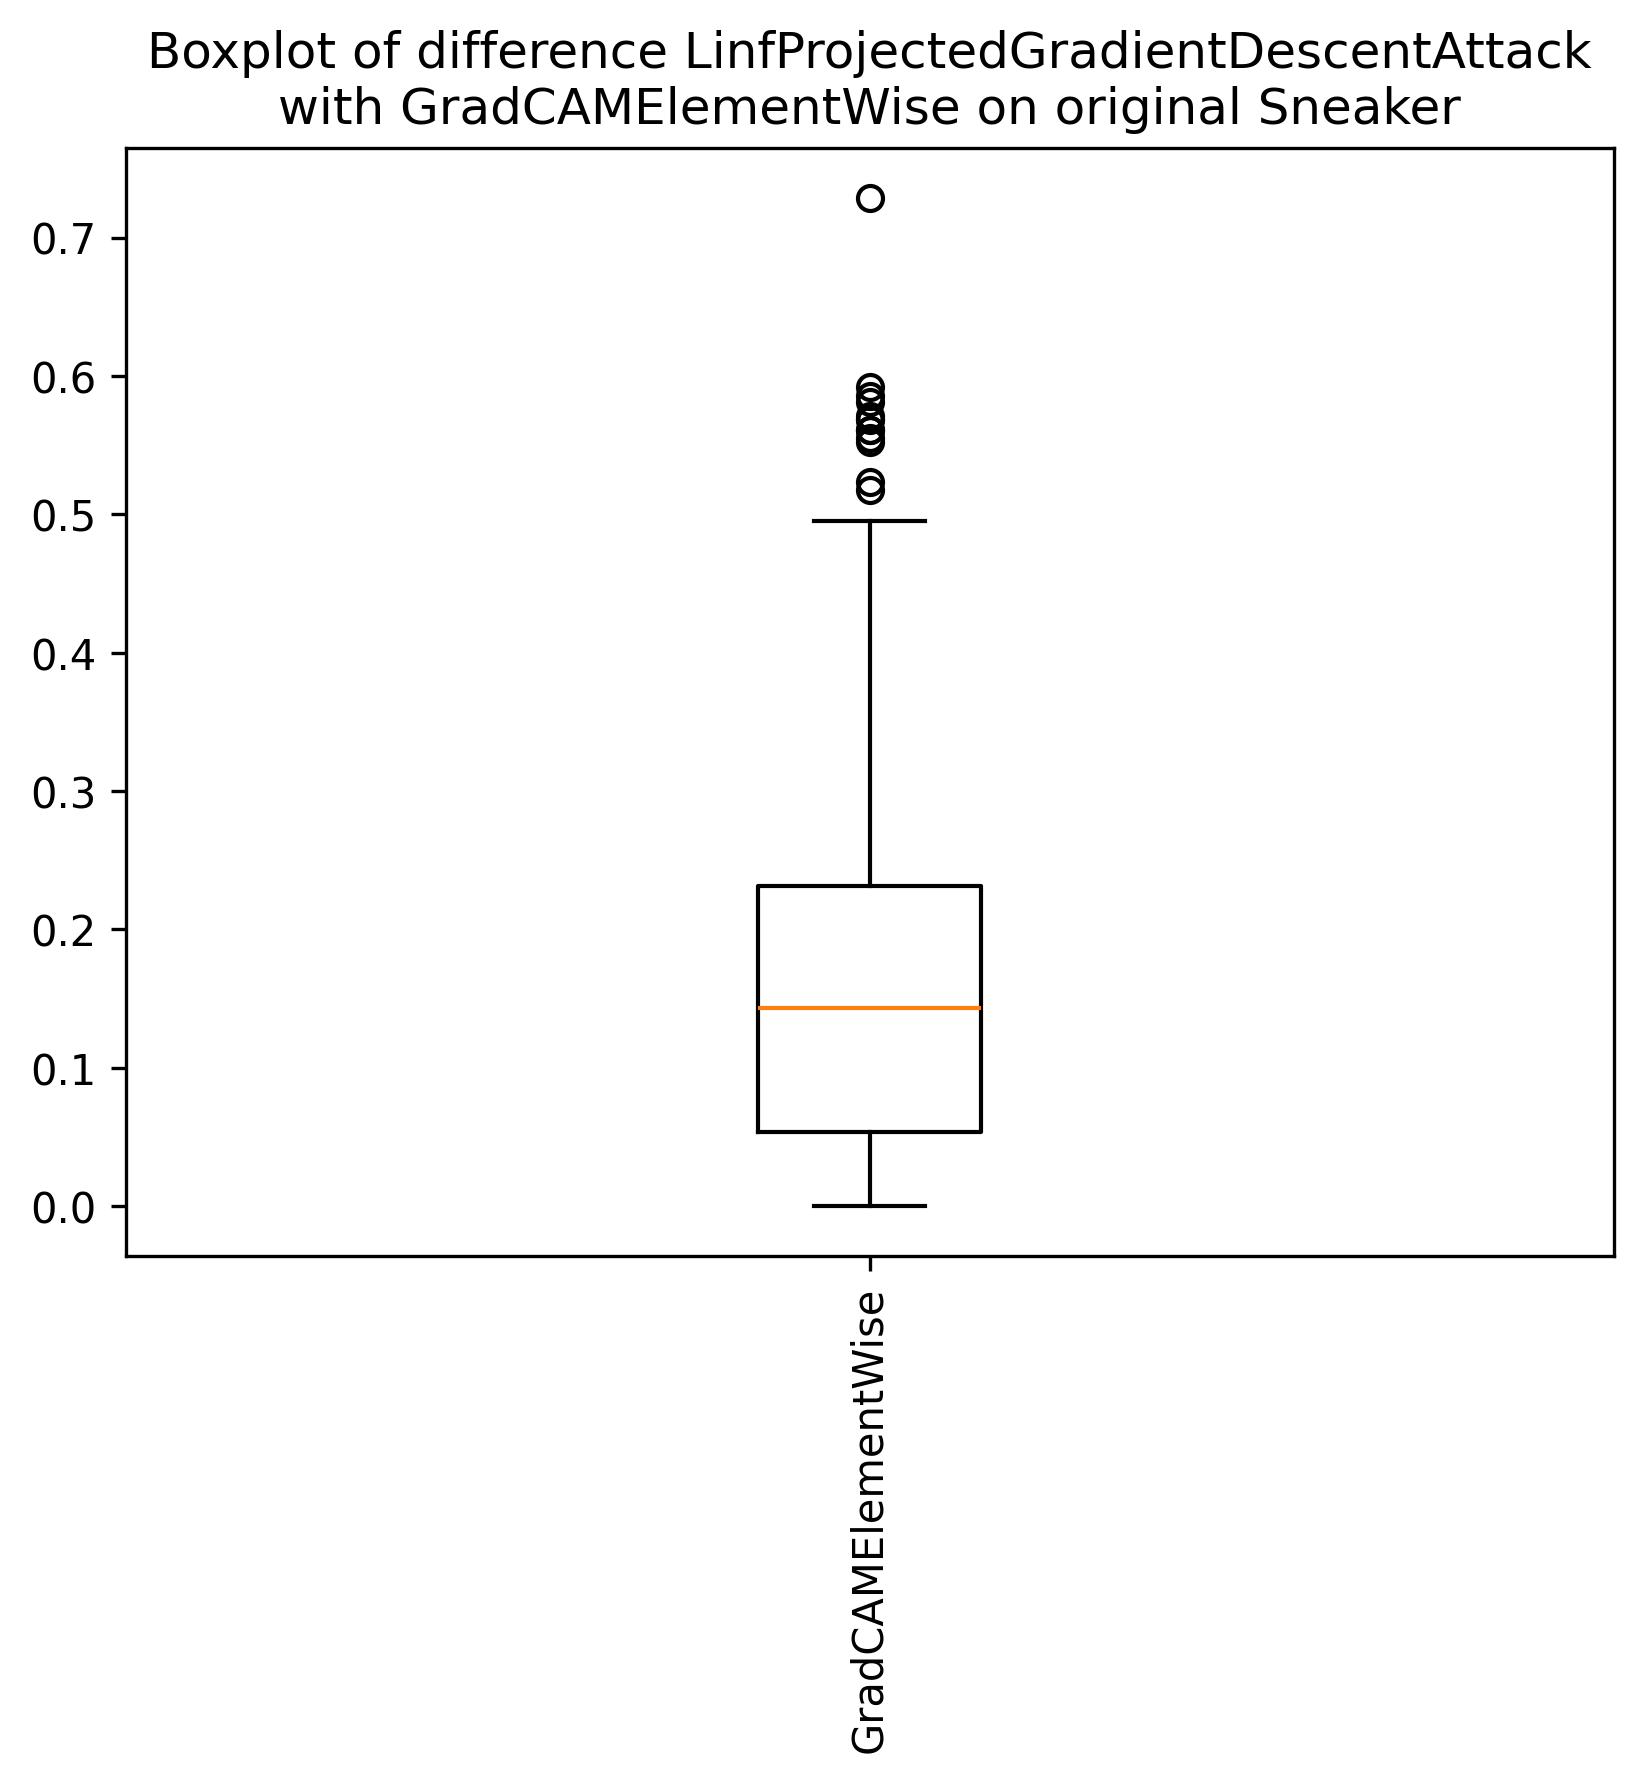 Boxplot of difference LinfProjectedGradientDescentAttack
with GradCAMElementWise on original Sneaker
0.7
0.6
0.5
0.4
0.3
0.2
0.1
0.0
GradCAMElementWise